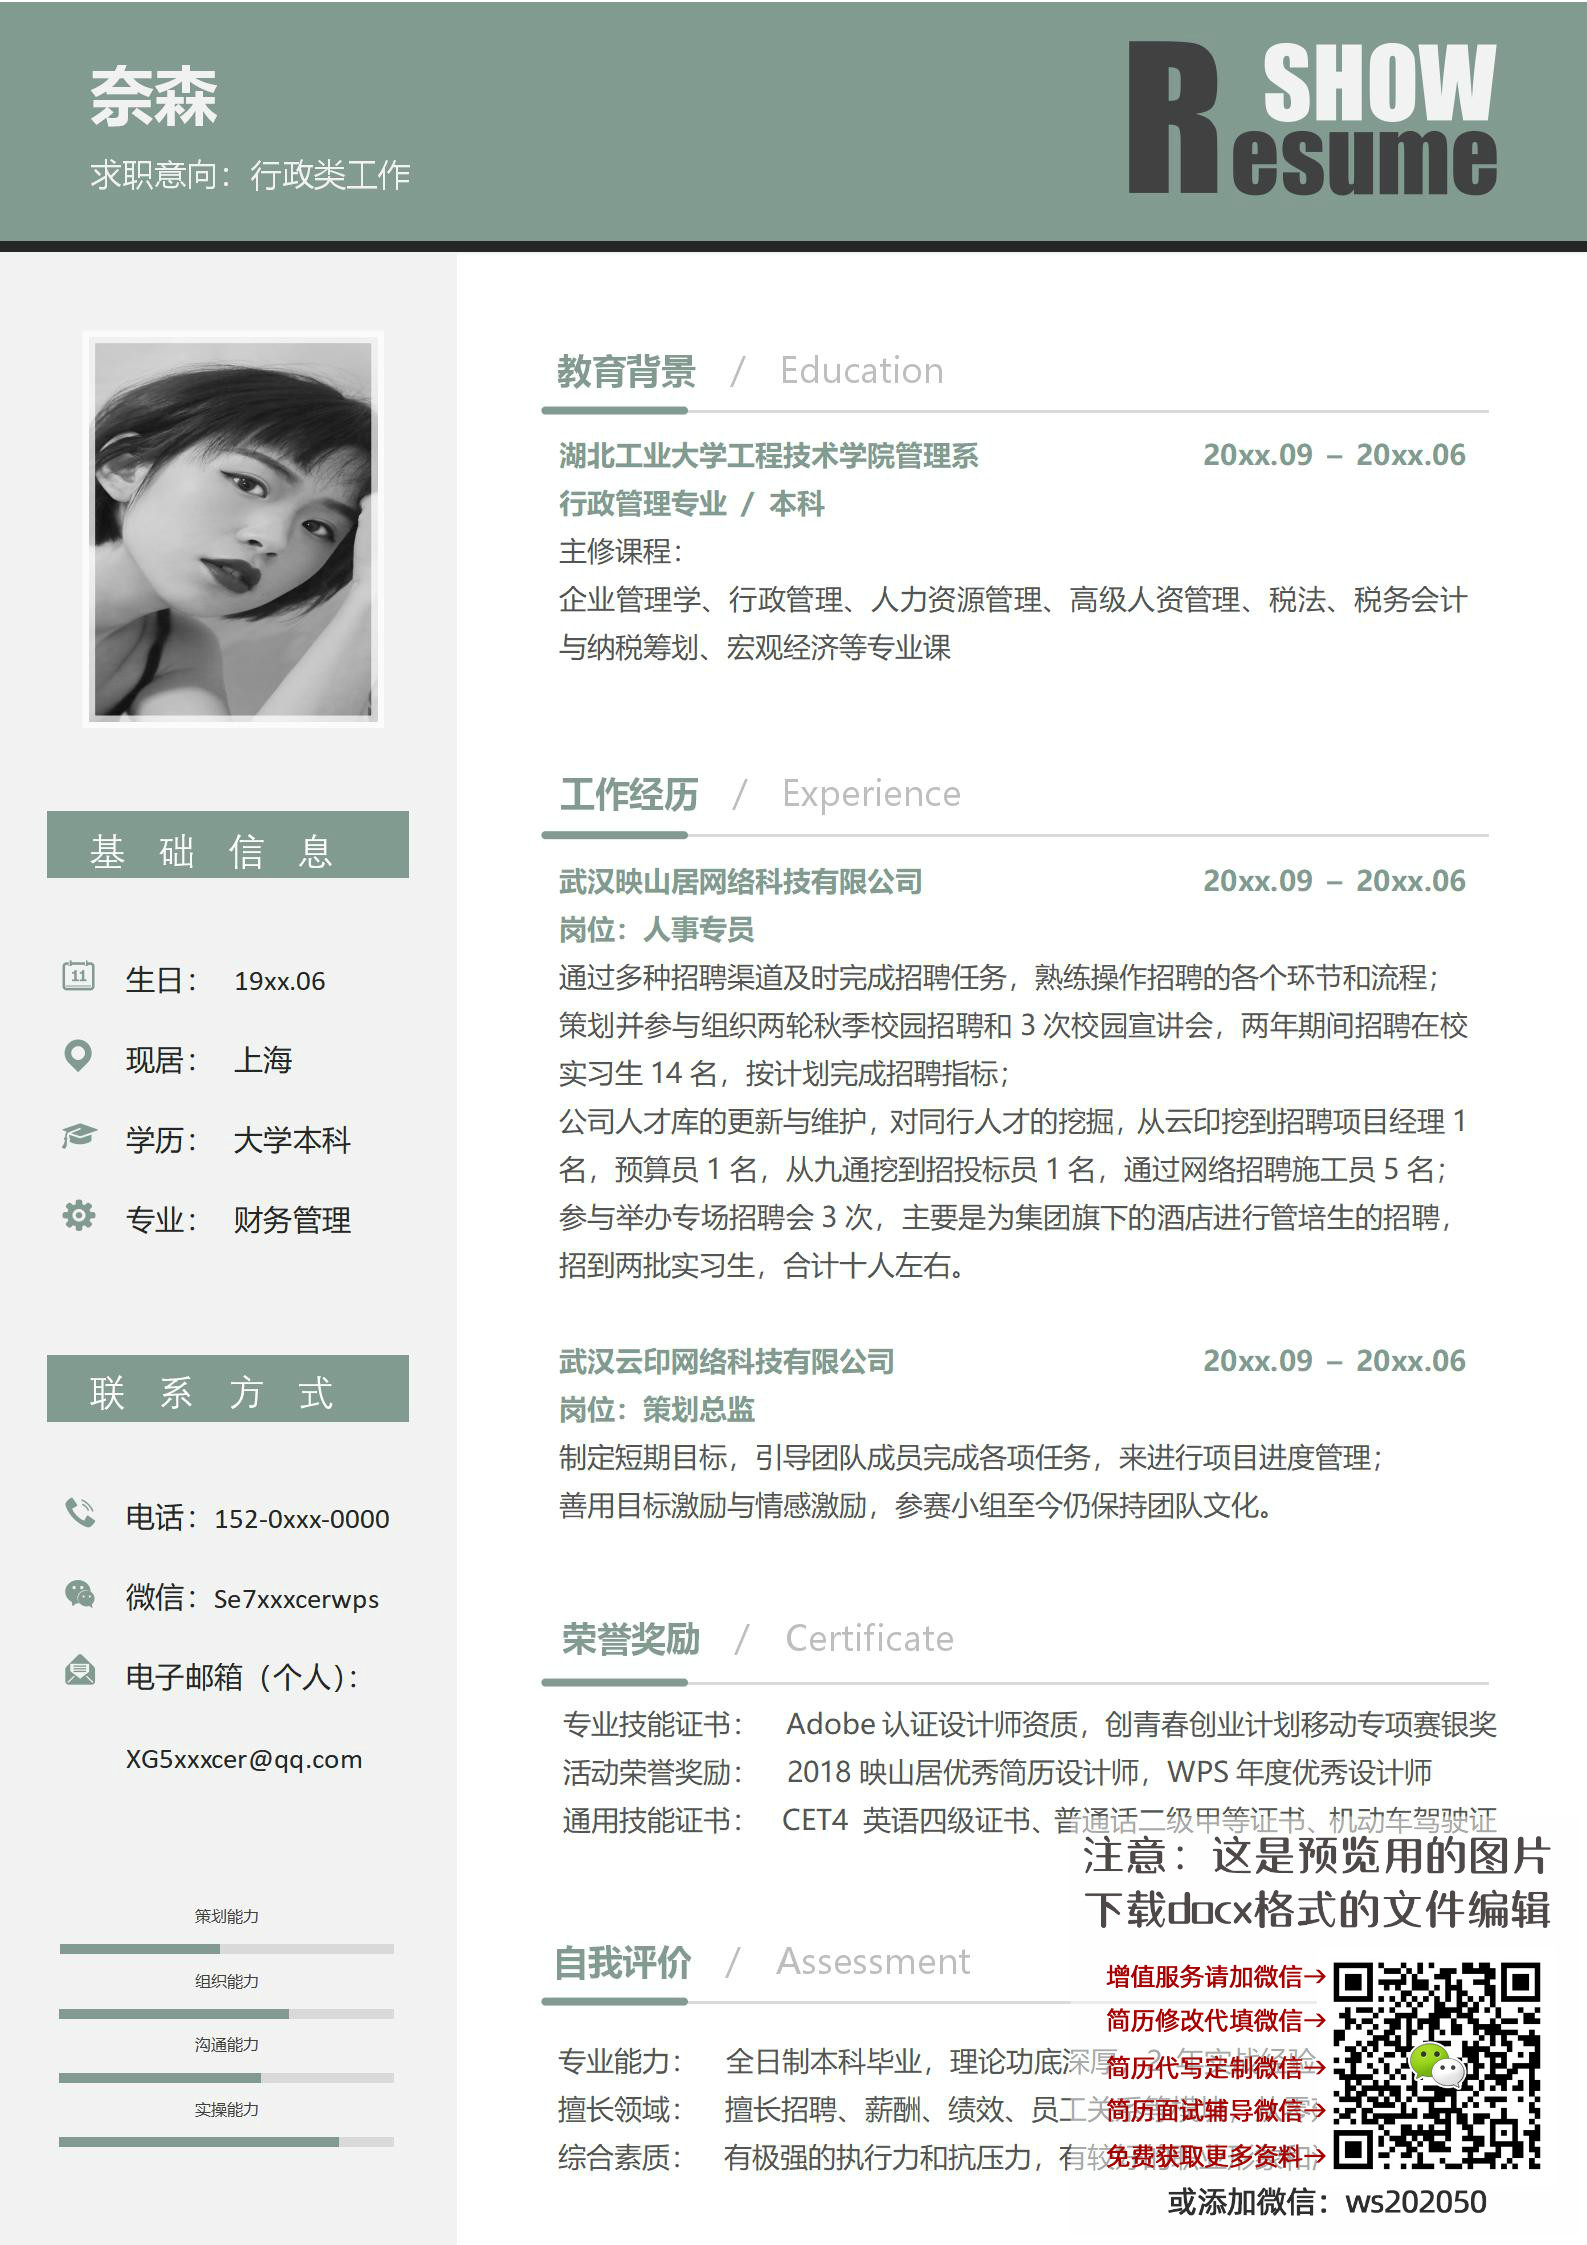 奈森
求职意向：行政类工作
SHOW
Resume
基础信息
11
生日： 19xx.06
现居： 上海
学历： 大学本科
专业： 财务管理
联系方式
电话：152-0xxx-0000
微信：Se7xxxcerwps
电子邮箱（个人）：
XG5xxxcer@qq.com
策划能力
组织能力
沟通能力
实操能力
教育背景 / Education
湖北工业大学工程技术学院管理系 20xx.09 – 20xx.06
行政管理专业 / 本科
主修课程：
企业管理学、行政管理、人力资源管理、高级人资管理、税法、税务会计
与纳税筹划、宏观经济等专业课
工作经历 / Experience
武汉映山居网络科技有限公司 20xx.09 – 20xx.06
岗位：人事专员
通过多种招聘渠道及时完成招聘任务，熟练操作招聘的各个环节和流程；
策划并参与组织两轮秋季校园招聘和 3 次校园宣讲会，两年期间招聘在校
实习生 14 名，按计划完成招聘指标；
公司人才库的更新与维护，对同行人才的挖掘，从云印挖到招聘项目经理 1
名，预算员 1 名，从九通挖到招投标员 1 名，通过网络招聘施工员 5 名；
参与举办专场招聘会 3 次，主要是为集团旗下的酒店进行管培生的招聘，
招到两批实习生，合计十人左右。
武汉云印网络科技有限公司 20xx.09 – 20xx.06
岗位：策划总监
制定短期目标，引导团队成员完成各项任务，来进行项目进度管理；
善用目标激励与情感激励，参赛小组至今仍保持团队文化。
荣誉奖励 / Certificate
专业技能证书： Adobe 认证设计师资质，创青春创业计划移动专项赛银奖
活动荣誉奖励： 2018 映山居优秀简历设计师，WPS 年度优秀设计师
通用技能证书： CET4 英语四级证书、普通话二级甲等证书、机动车驾驶证
自我评价 / Assessment
专业能力： 全日制本科毕业，理论功底深厚，2 年实战经验
擅长领域： 擅长招聘、薪酬、绩效、员工关系等模块，
综合素质： 有极强的执行力和抗压力，有较好的职业形象和
注意：这是预览用的图片
下载docx格式的文件编辑
增值服务请加微信→
简历修改代填微信→
简历代写定制微信→
简历面试辅导微信→
免费获取更多资料→
或添加微信：ws202050